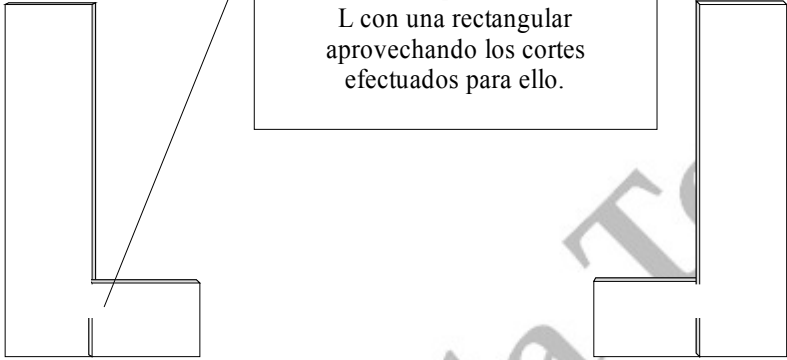 L con una rectangular
aprovechando los cortes
efectuados para ello.